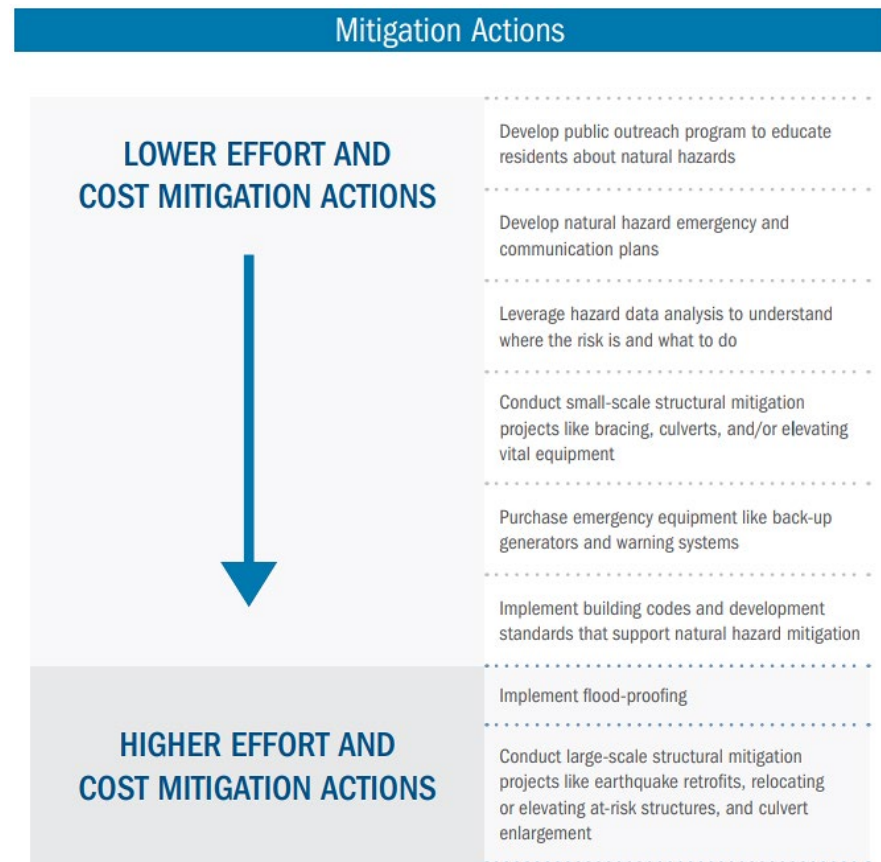 Mitigation Actions
LOWER EFFORT AND
COST MITIGATION ACTIONS
Develop public outreach program to educate
residents about natural hazards
Develop natural hazard emergency and
communication plans
Leverage hazard data analysis to understand
where the risk is and what to do
Conduct small-scale structural mitigation
projects like bracing, culverts, and/or elevating
vital equipment
Purchase emergency equipment like back-up
generators and warning systems
Implement building codes and development
standards that support natural hazard mitigation
HIGHER EFFORT AND
COST MITIGATION ACTIONS
Implement flood-proofing
Conduct large-scale structural mitigation
projects like earthquake retrofits, relocating
or elevating at-risk structures, and culvert
enlargement